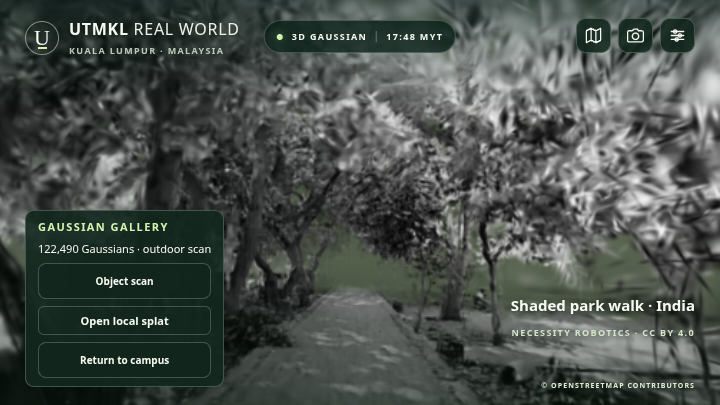 U
UTMKL REAL WORLD
KUALA LUMPUR · MALAYSIA
3D GAUSSIAN | 17:48 MYT
GAUSSIAN GALLERY
122,490 Gaussians · outdoor scan
Object scan
Open local splat
Return to campus
Shaded park walk · India
NECESSITY ROBOTICS · CC BY 4.0
© OPENSTREETMAP CONTRIBUTORS